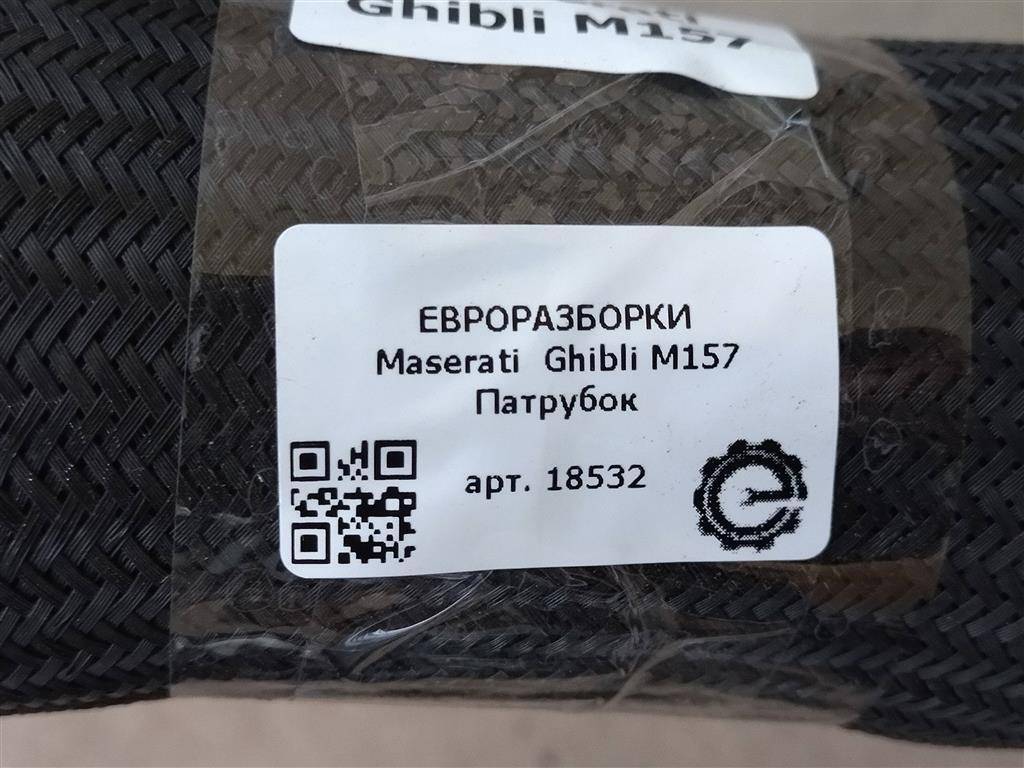 Ghibli M157
ЕВРОРАЗБОРКИ
Maserati Ghibli M157
Патрубок
арт. 18532